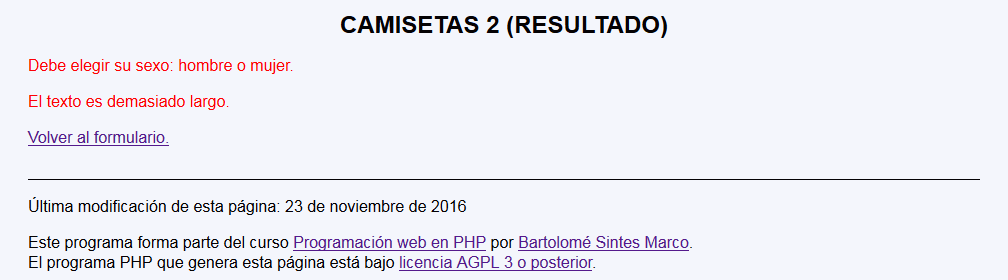 CAMISETAS 2 (RESULTADO)
Debe elegir su sexo: hombre o mujer.
El texto es demasiado largo.
Volver al formulario.
Última modificación de esta página: 23 de noviembre de 2016
Este programa forma parte del curso Programación web en PHP por Bartolomé Sintes Marco.
El programa PHP que genera esta página está bajo licencia AGPL 3 o posterior.